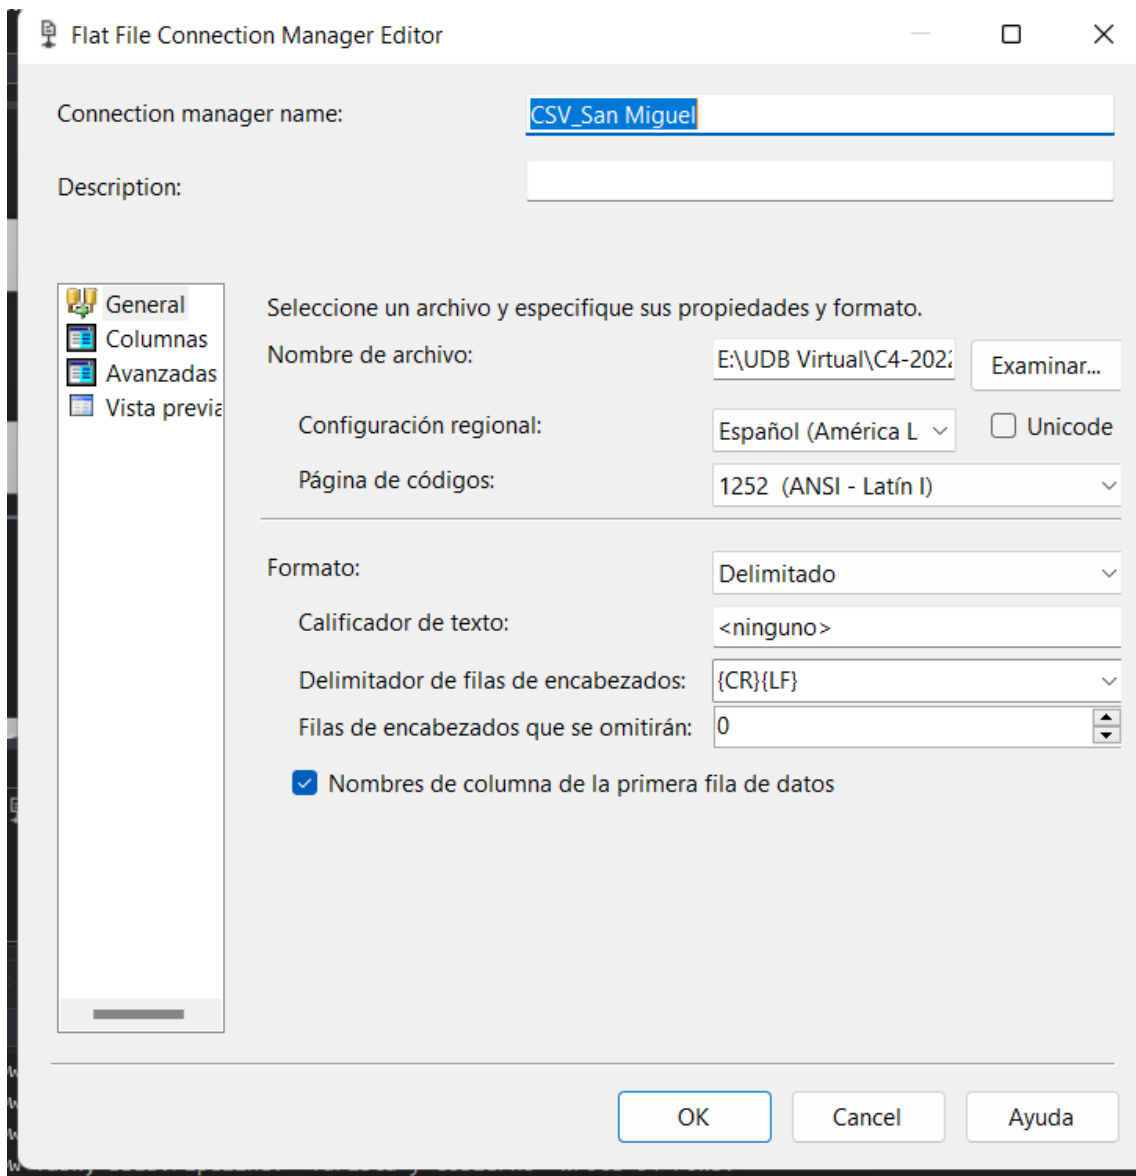 Flat File Connection Manager Editor
Connection manager name:
CSV_San Miguel
Description:
General
Columnas
Avanzadas
Vista previa
Seleccione un archivo y especifique sus propiedades y formato.
Nombre de archivo:
E:\UDB Virtual\C4-2022
Examinar...
Configuración regional:
Español (América L
Unicode
Página de códigos:
1252 (ANSI - Latín I)
Formato:
Delimitado
Calificador de texto:
<ninguno>
Delimitador de filas de encabezados:
{CR}{LF}
Filas de encabezados que se omitirán:
0
Nombres de columna de la primera fila de datos
OK
Cancel
Ayuda